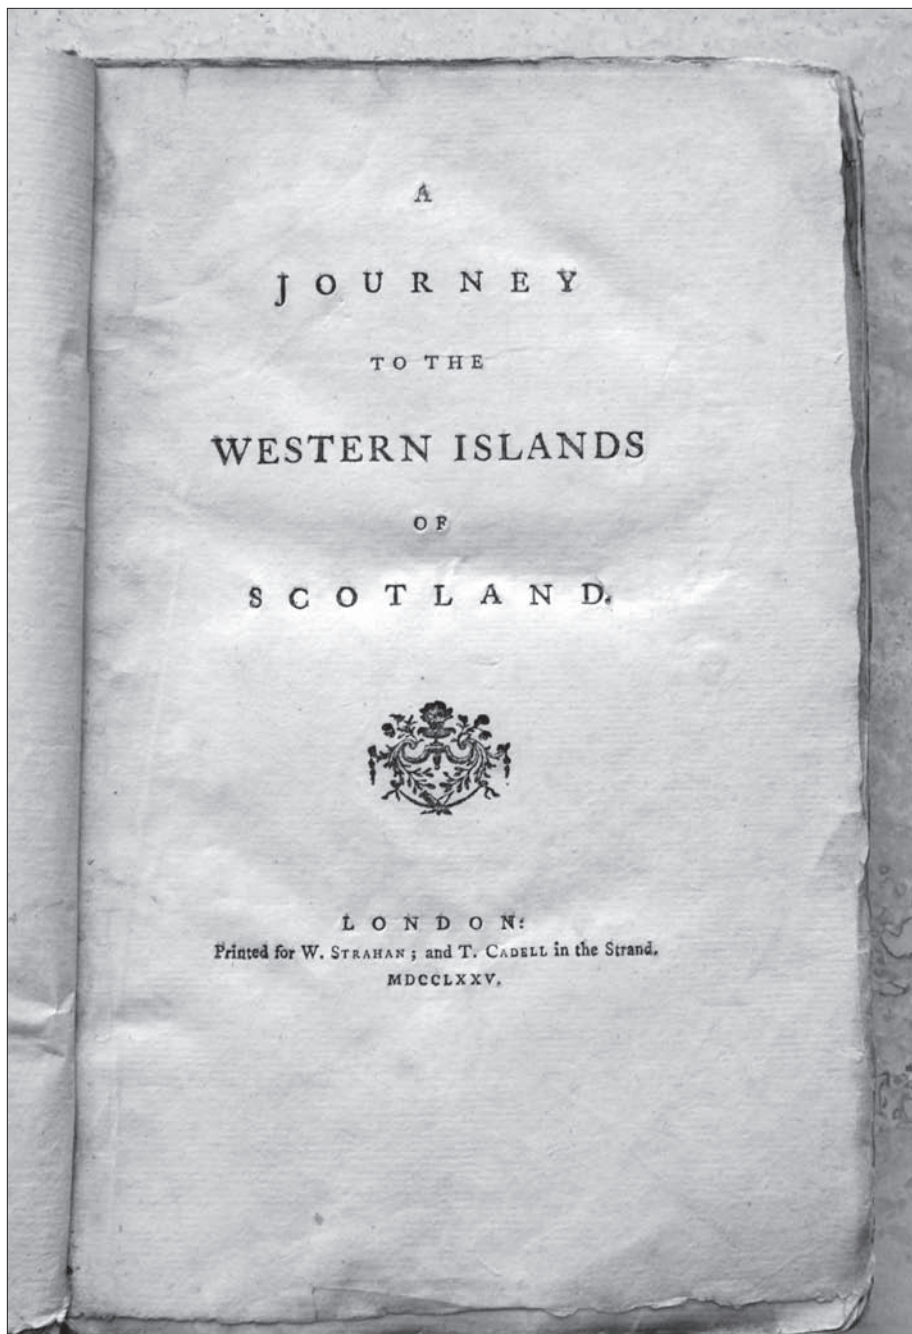 A
JOURNEY
TO THE
WESTERN ISLANDS
OF
SCOTLAND.
LONDON:
Printed for W. STRAHAN; and T. CADELL in the Strand.
MDCCLXXV.